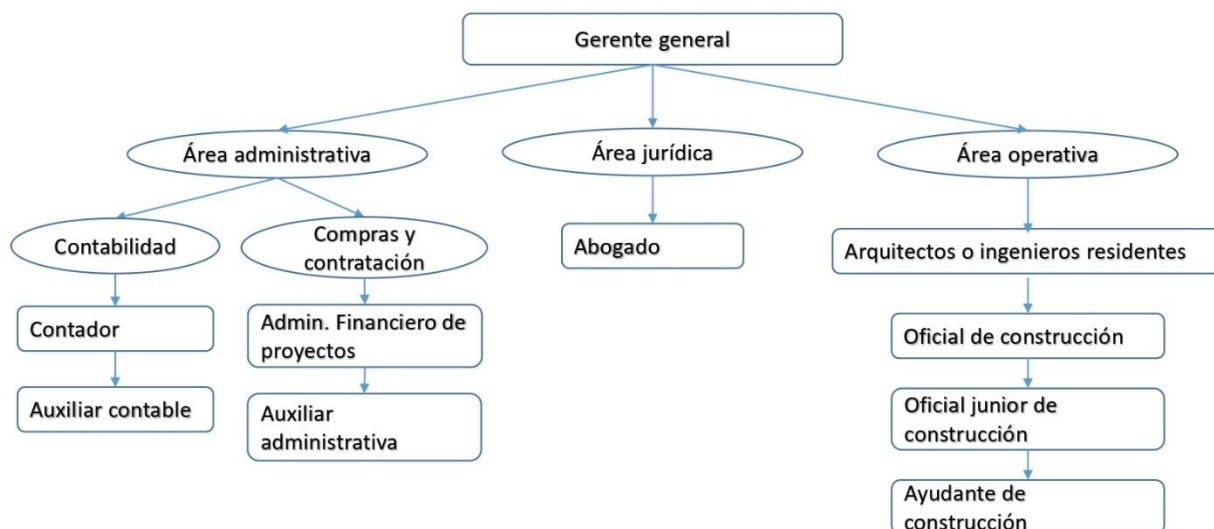 Gerente general
Área administrativa
Área jurídica
Área operativa
Contabilidad
Compras y
contratación
Abogado
Arquitectos o ingenieros residentes
Contador
Admin. Financiero de
proyectos
Oficial de construcción
Auxiliar contable
Auxiliar
administrativa
Oficial junior de
construcción
Ayudante de
construcción